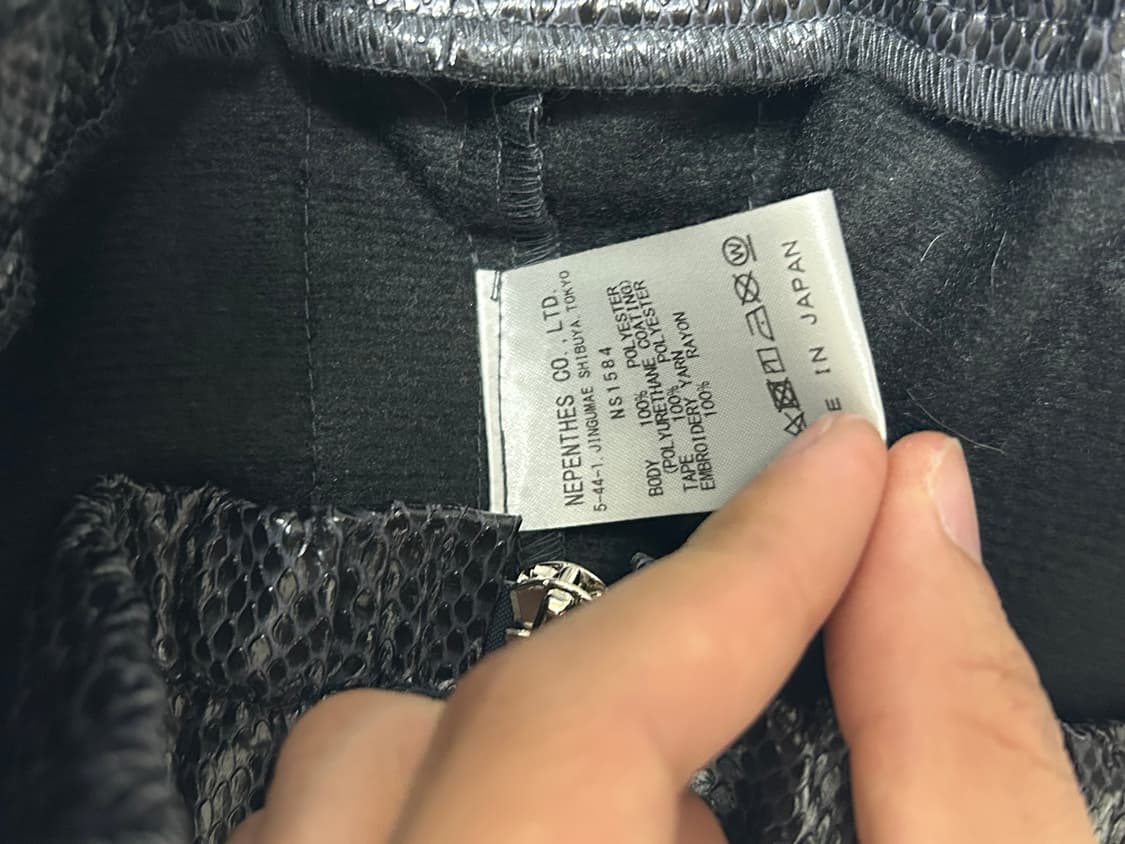 NEPENTHES CO., LTD.
5-44-1, JINGUMAE SHIBUYA, TOKYO
NS1584
BODY 100% POLYESTER
(POLYURETHANE COATING)
TAPE 100% POLYESTER
EMBROIDERY YARN
100% RAYON
W
E IN JAPAN